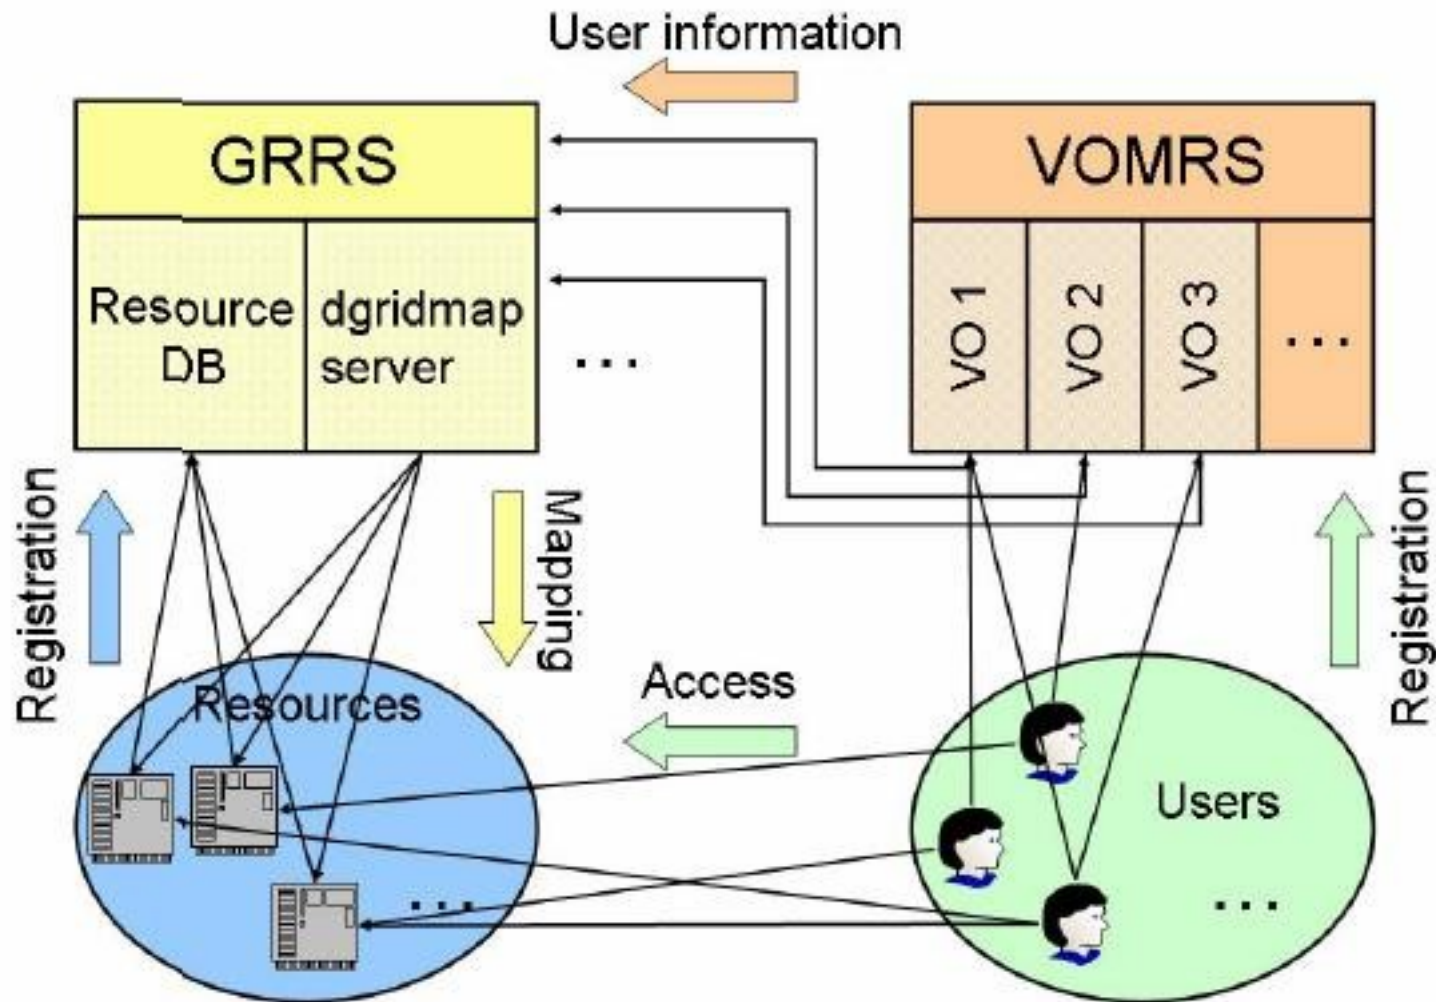 User information
GRRS
VOMRS
Resource
DB
dgridmap
server
...
VO 1
VO 2
VO 3
...
Registration
Mapping
Registration
Access
Resources
Users
...
...